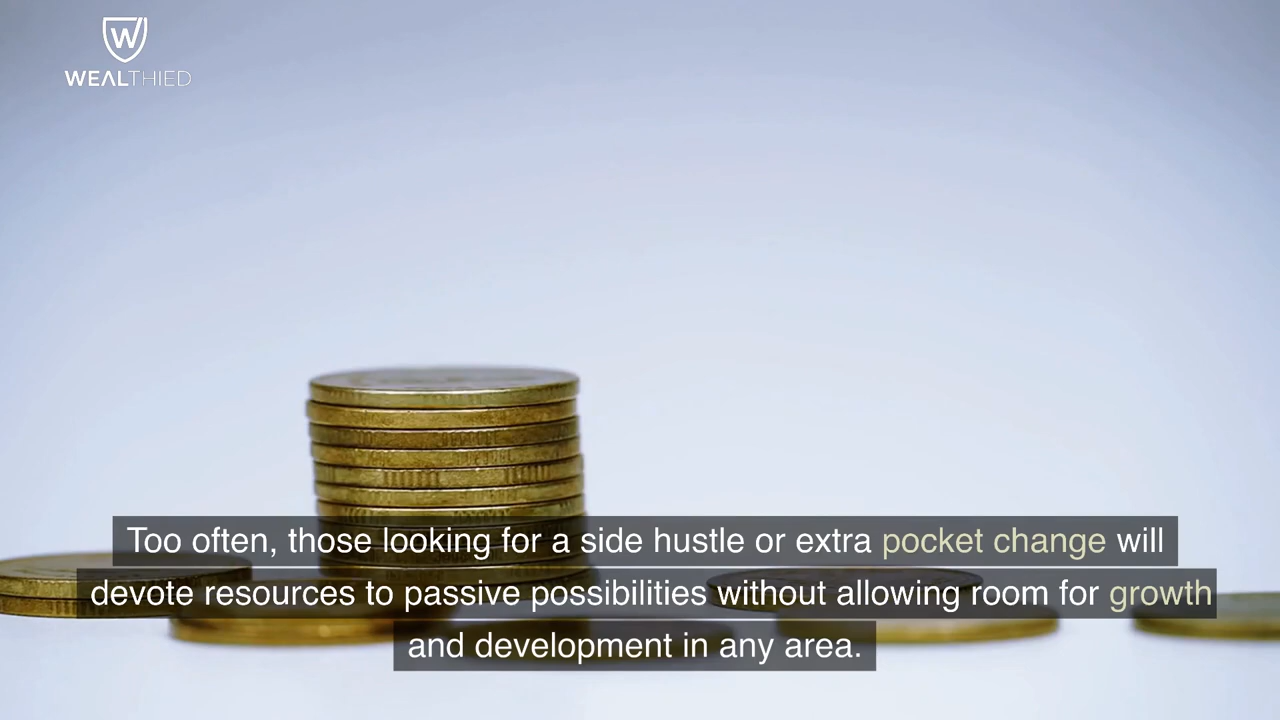 W
WEALTHIED
Too often, those looking for a side hustle or extra pocket change will
devote resources to passive possibilities without allowing room for growth
and development in any area.